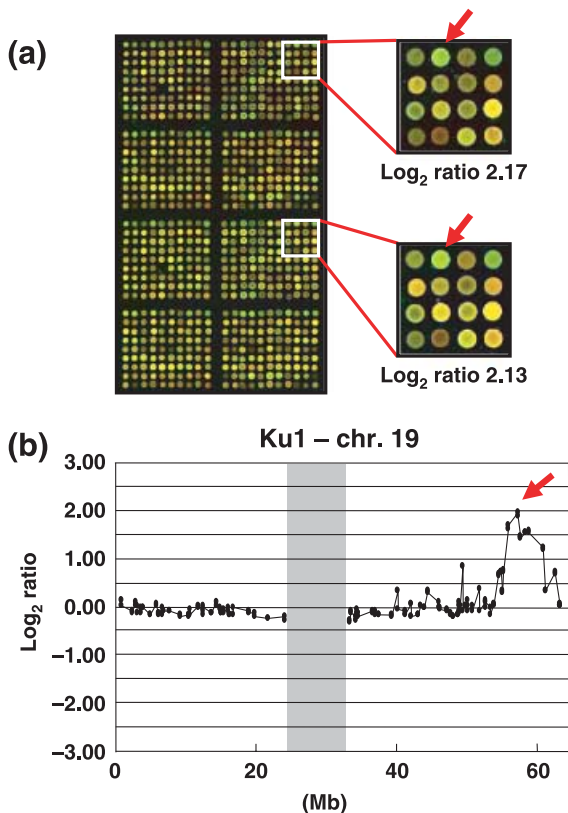 (a)
Log2 ratio 2.17
Log2 ratio 2.13
(b)
Ku1 – chr. 19
3.00
2.00
1.00
0.00
–1.00
–2.00
–3.00
Log2 ratio
0 20 40 60
(Mb)